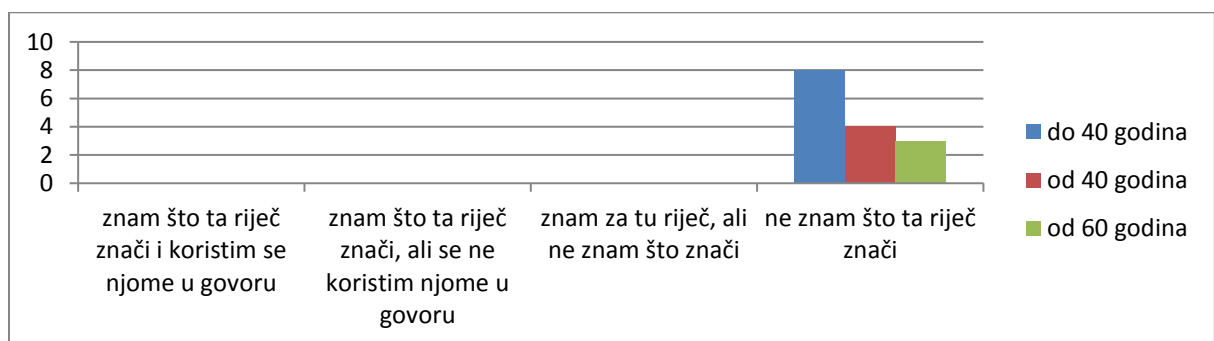 10
8
6
4
2
0
znam što ta riječ
znači i koristim se
njome u govoru
znam što ta riječ
znači, ali se ne
koristim njome u
govoru
znam za tu riječ, ali
ne znam što znači
ne znam što ta riječ
znači
do 40 godina
od 40 godina
od 60 godina